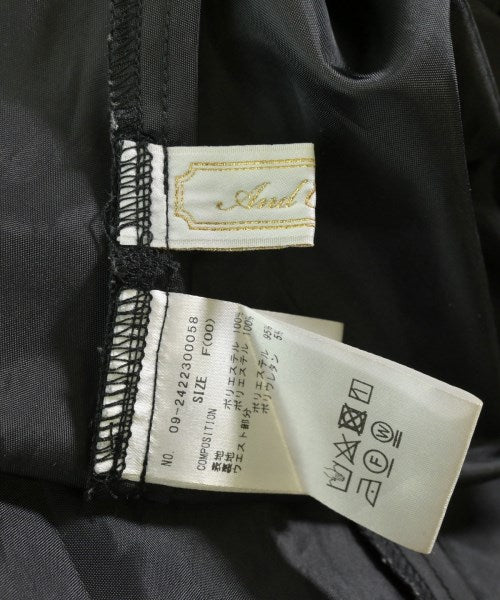 And
NO. 09-2422300058
SIZE F(00)
COMPOSITION
表地 ポリエステル 100%
裏地 ポリエステル 100%
ウエスト部分 ポリエステル 95%
ポリウレタン 5%
F
W